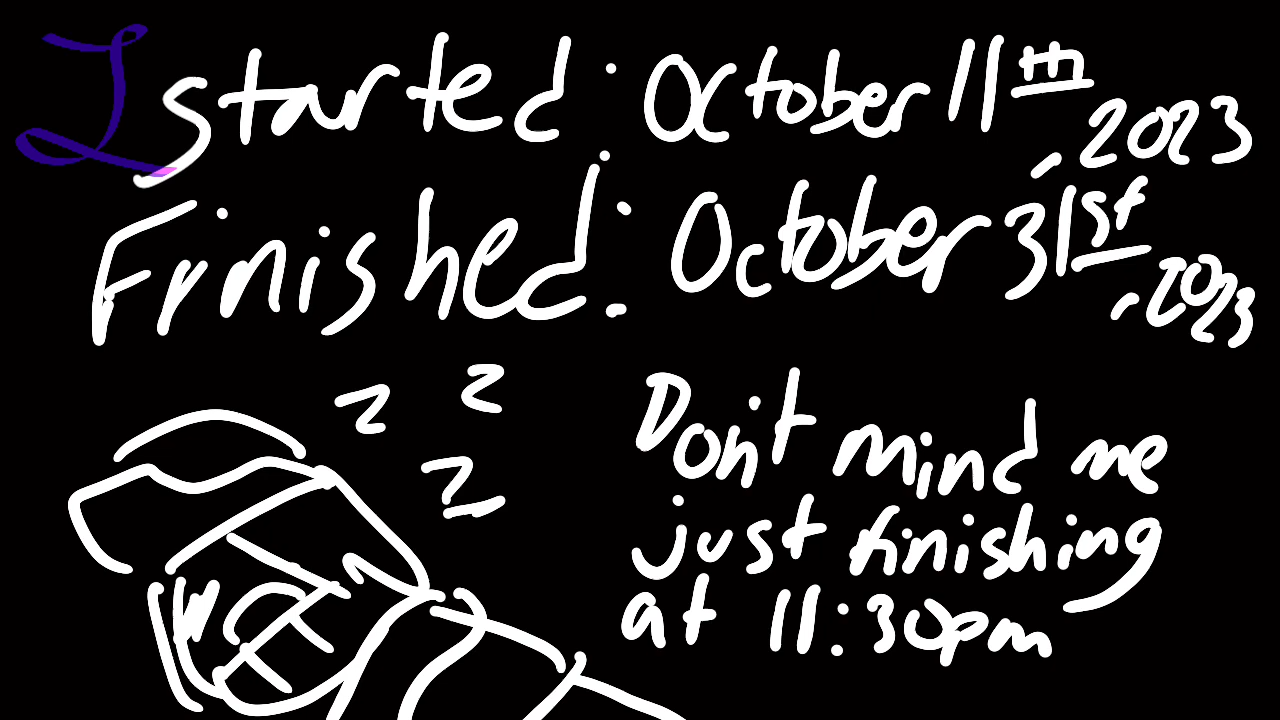 I started: October 11th, 2023
Finished: October 31st, 2023
z z
z
Don't mind me
just finishing
at 11:30pm